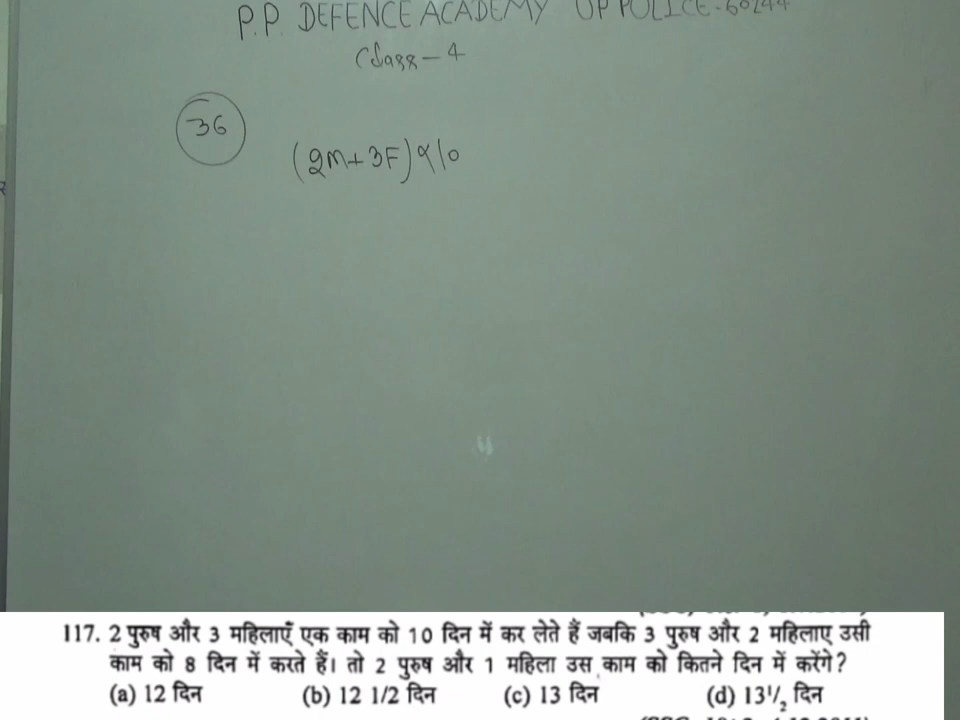 P.P. DEFENCE ACADEMY UP POLICE-60244
Class-4
36
(2M+3F)×10
117. 2 पुरुष और 3 महिलाएँ एक काम को 10 दिन में कर लेते हैं जबकि 3 पुरुष और 2 महिलाए उसी
काम को 8 दिन में करते हैं। तो 2 पुरुष और 1 महिला उस काम को कितने दिन में करेंगे?
(a) 12 दिन (b) 12 1/2 दिन (c) 13 दिन (d) 13¹/₂ दिन